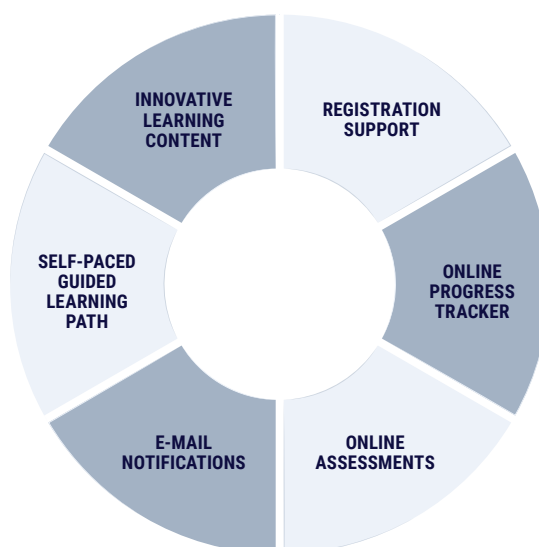 INNOVATIVE
LEARNING
CONTENT
REGISTRATION
SUPPORT
SELF-PACED
GUIDED
LEARNING
PATH
ONLINE
PROGRESS
TRACKER
E-MAIL
NOTIFICATIONS
ONLINE
ASSESSMENTS